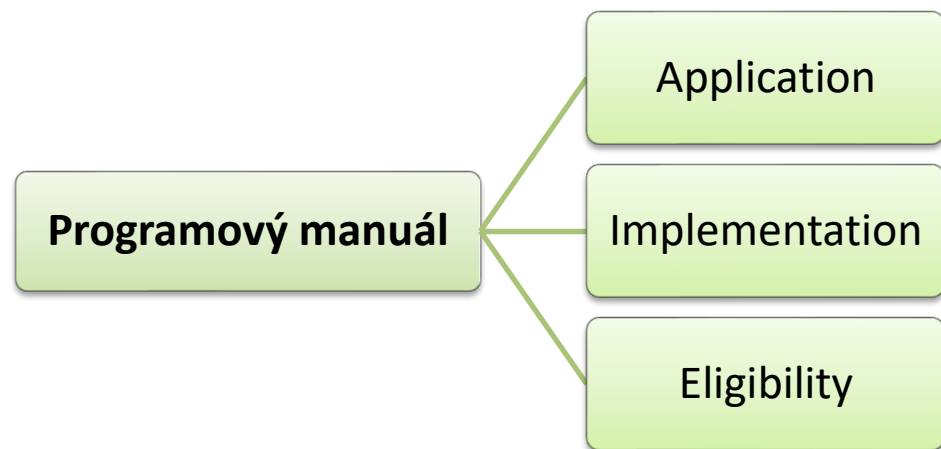 Programový manuál
Application
Implementation
Eligibility